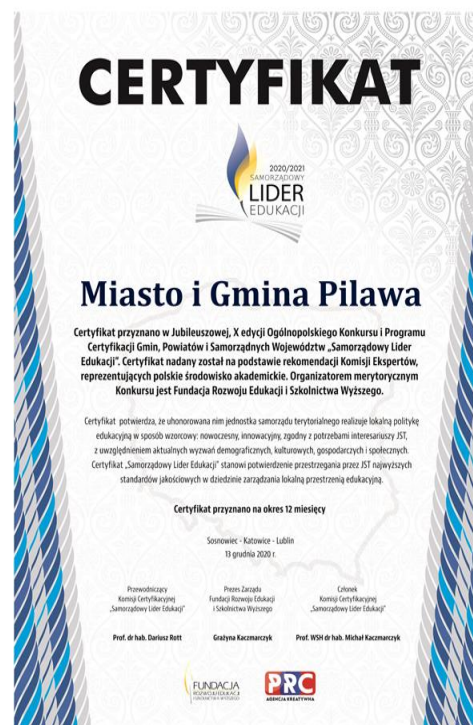 CERTYFIKAT
2020/2021
SAMORZĄDOWY
LIDER
EDUKACJI
Miasto i Gmina Pilawa
Certyfikat przyznano w Jubileuszowej, X edycji Ogólnopolskiego Konkursu i Programu
Certyfikacji Gmin, Powiatów i Samorządnych Województw „Samorządowy Lider
Edukacji”. Certyfikat nadany został na podstawie rekomendacji Komisji Ekspertów,
reprezentujących polskie środowisko akademickie. Organizatorem merytorycznym
Konkursu jest Fundacja Rozwoju Edukacji i Szkolnictwa Wyższego.
Certyfikat potwierdza, że uhonorowana nim jednostka samorządu terytorialnego realizuje lokalną politykę
edukacyjną w sposób wzorcowy: nowoczesny, innowacyjny, zgodny z potrzebami interesariuszy JST,
z uwzględnieniem aktualnych wyzwań demograficznych, kulturowych, gospodarczych i społecznych.
Certyfikat „Samorządowy Lider Edukacji” stanowi potwierdzenie przestrzegania przez JST najwyższych
standardów jakościowych w dziedzinie zarządzania lokalną przestrzenią edukacyjną.
Certyfikat przyznano na okres 12 miesięcy
Sosnowiec - Katowice - Lublin
13 grudnia 2020 r.
Przewodniczący
Komisji Certyfikacyjnej
„Samorządowy Lider Edukacji”
Prof. dr hab. Dariusz Rott
Prezes Zarządu
Fundacji Rozwoju Edukacji
i Szkolnictwa Wyższego
Grażyna Kaczmarczyk
Członek
Komisji Certyfikacyjnej
„Samorządowy Lider Edukacji”
Prof. WSH dr hab. Michał Kaczmarczyk
FUNDACJA
ROZWOJU EDUKACJI
I SZKOLNICTWA WYŻSZEGO
PRC
AGENCJA KREATYWNA